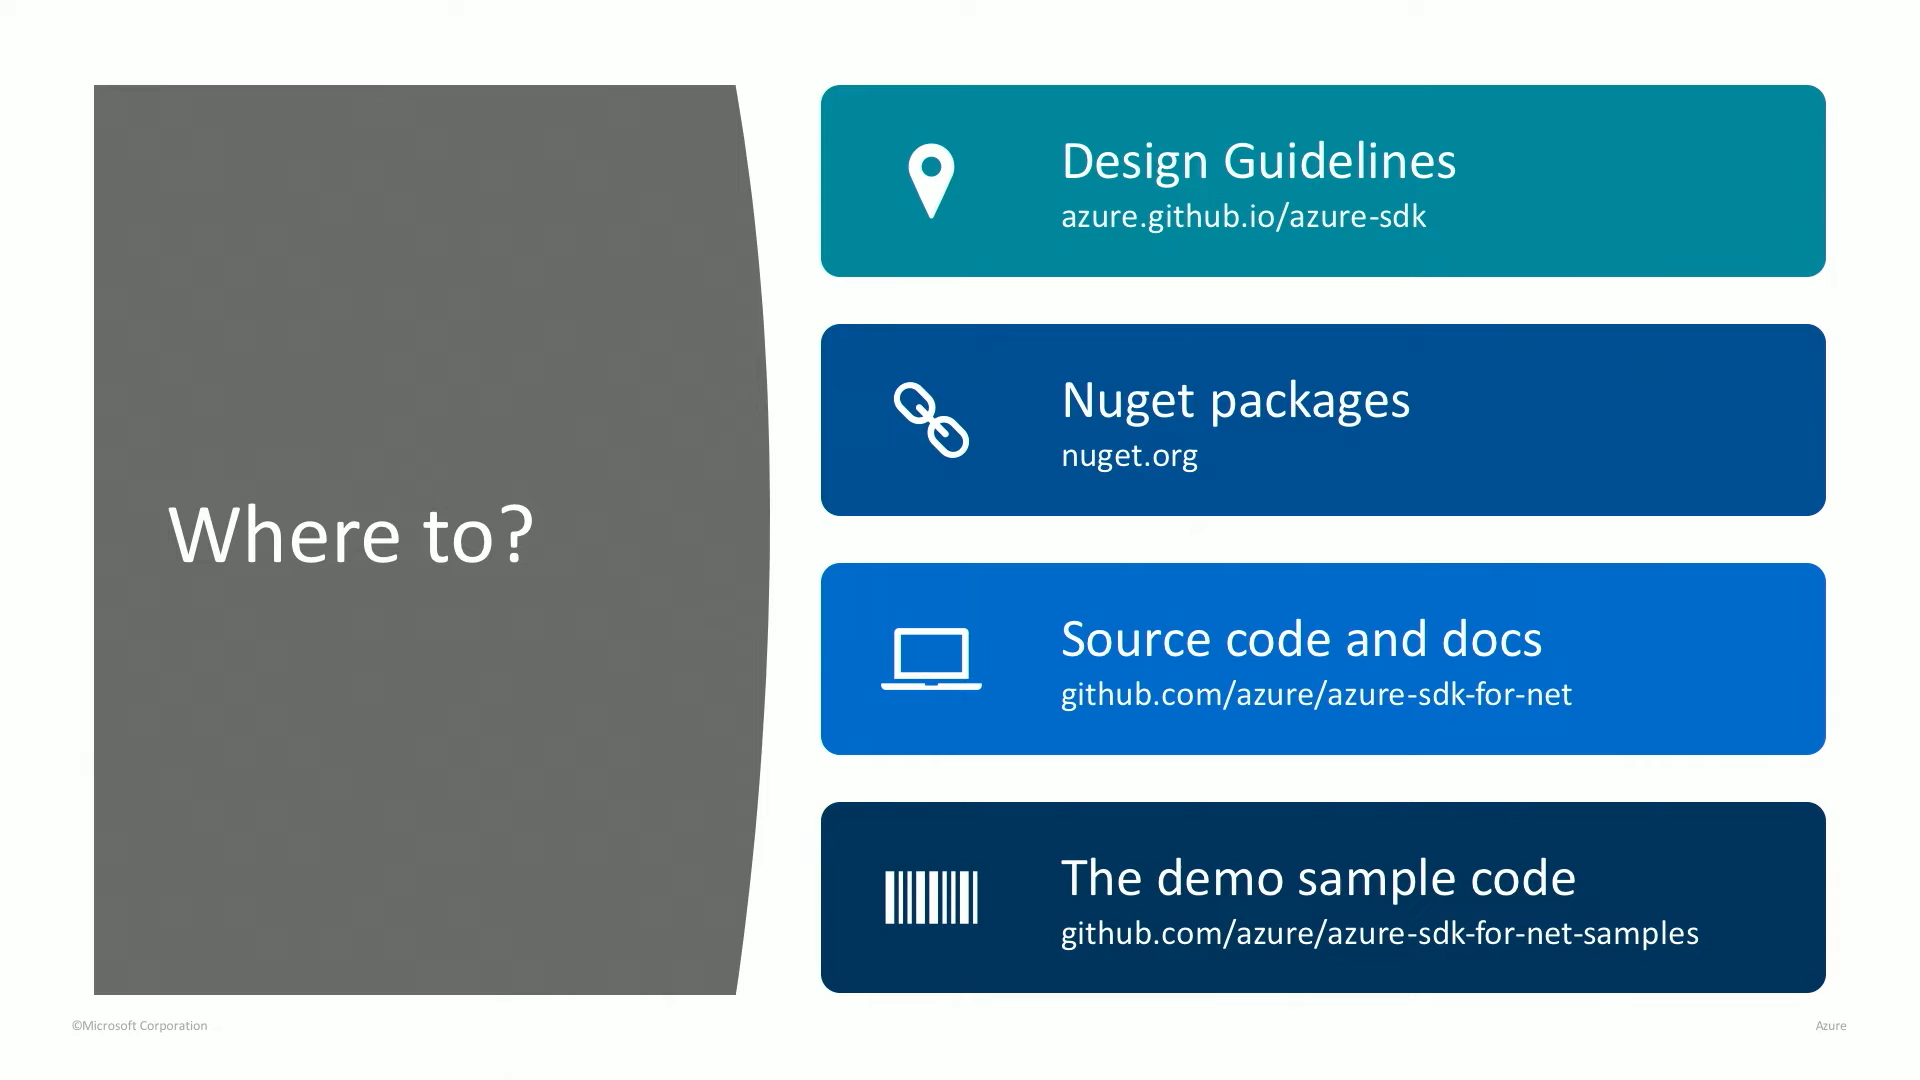 Where to?
Design Guidelines
azure.github.io/azure-sdk
Nuget packages
nuget.org
Source code and docs
github.com/azure/azure-sdk-for-net
The demo sample code
github.com/azure/azure-sdk-for-net-samples
©Microsoft Corporation
Azure